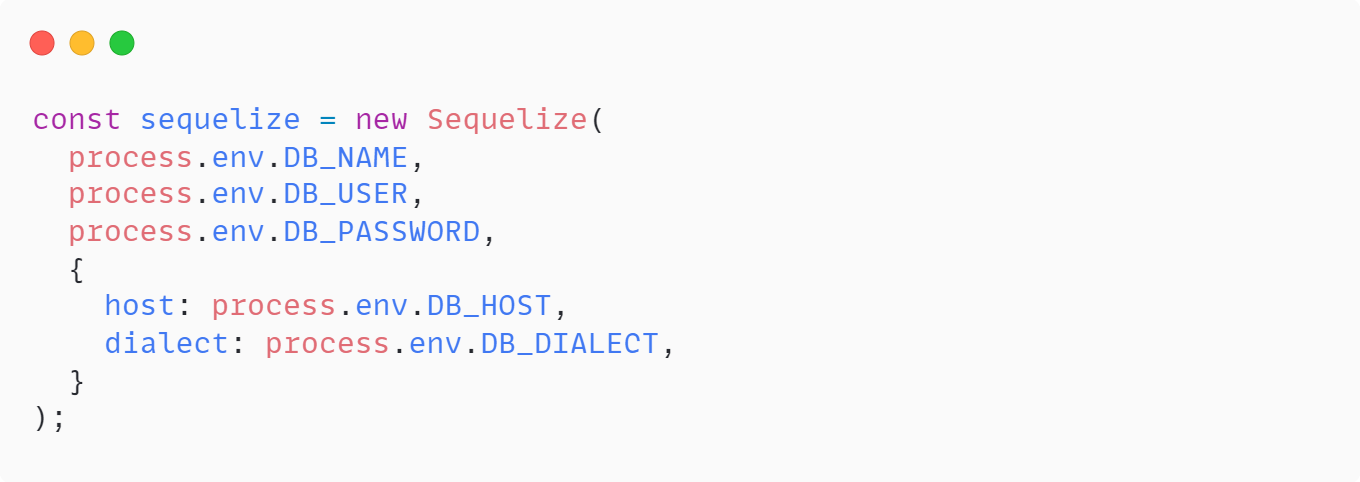 const sequelize = new Sequelize(
  process.env.DB_NAME,
  process.env.DB_USER,
  process.env.DB_PASSWORD,
  {
    host: process.env.DB_HOST,
    dialect: process.env.DB_DIALECT,
  }
);